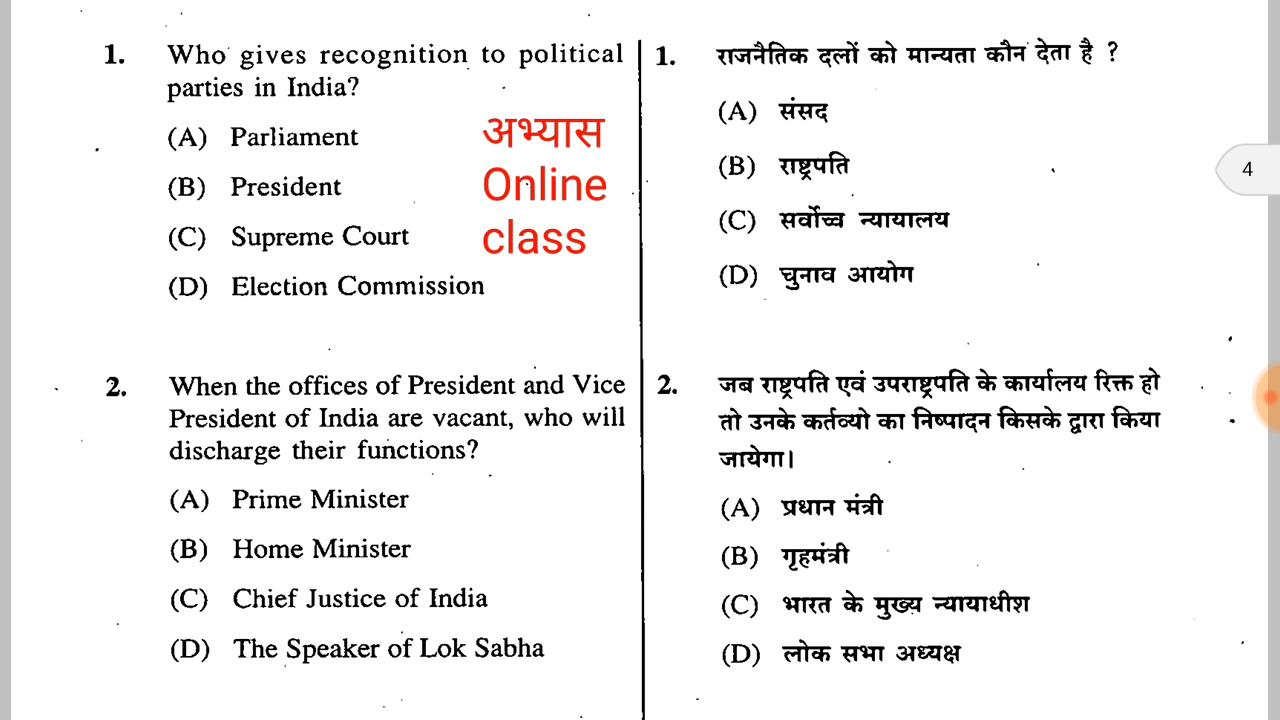 1. Who gives recognition to political
parties in India?
(A) Parliament
(B) President
(C) Supreme Court
(D) Election Commission
अभ्यास
Online
class
2. When the offices of President and Vice
President of India are vacant, who will
discharge their functions?
(A) Prime Minister
(B) Home Minister
(C) Chief Justice of India
(D) The Speaker of Lok Sabha
1. राजनैतिक दलों को मान्यता कौन देता है ?
(A) संसद
(B) राष्ट्रपति
(C) सर्वोच्च न्यायालय
(D) चुनाव आयोग
2. जब राष्ट्रपति एवं उपराष्ट्रपति के कार्यालय रिक्त हो
तो उनके कर्तव्यो का निष्पादन किसके द्वारा किया
जायेगा।
(A) प्रधान मंत्री
(B) गृहमंत्री
(C) भारत के मुख्य न्यायाधीश
(D) लोक सभा अध्यक्ष
4